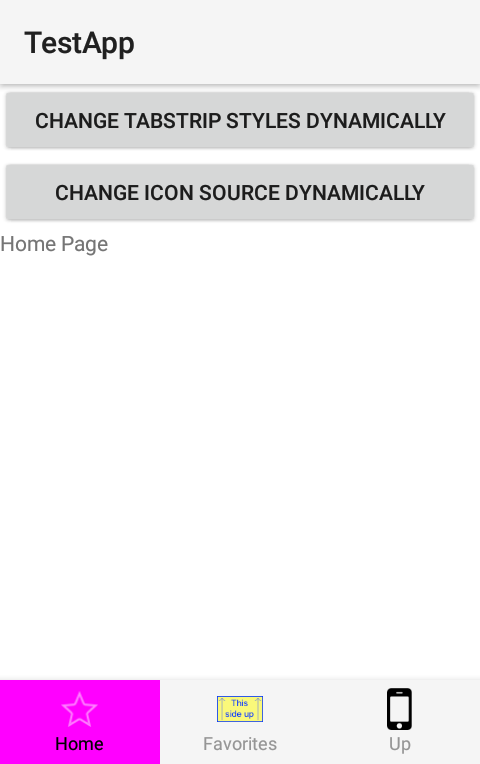 TestApp
CHANGE TABSTRIP STYLES DYNAMICALLY
CHANGE ICON SOURCE DYNAMICALLY
Home Page
This
side up
Home
Favorites
Up